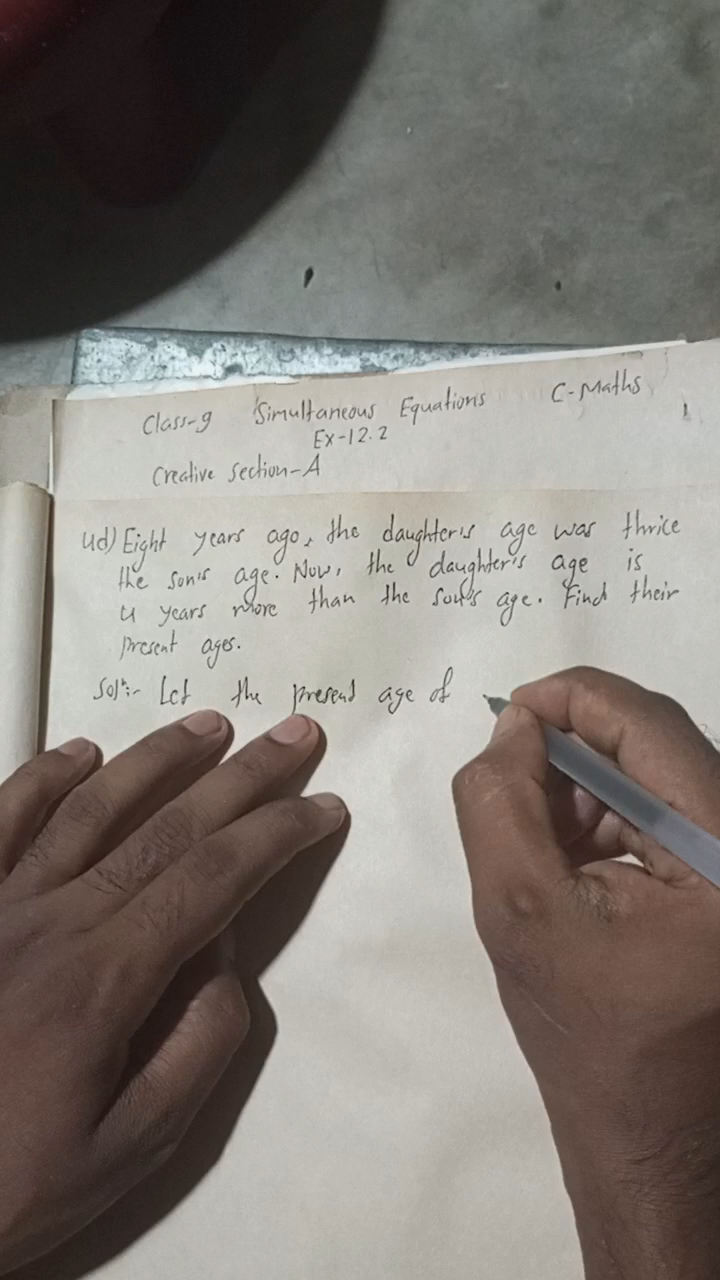 Class-9 Simultaneous Equations C-Maths
Ex-12.2
Creative Section-A
4d) Eight years ago, the daughter's age was thrice
the son's age. Now, the daughter's age is
4 years more than the son's age. Find their
present ages.
Solⁿ:- Let the present age of